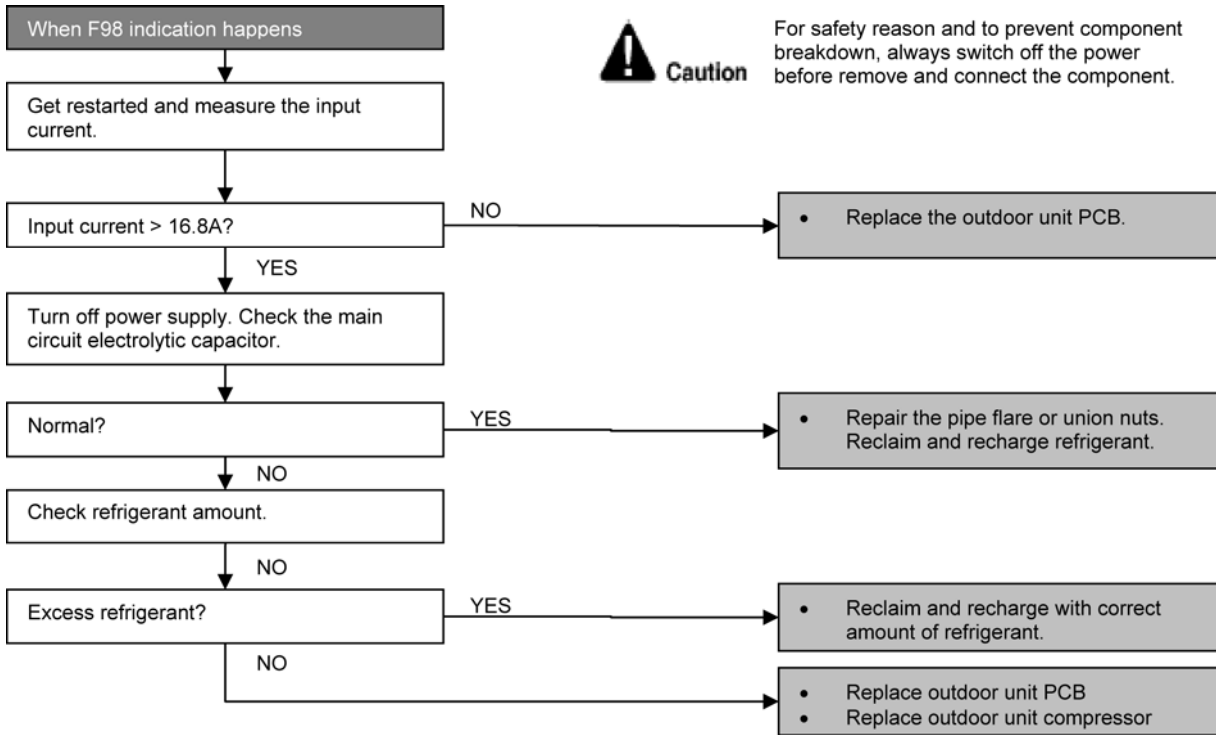 When F98 indication happens
For safety reason and to prevent component
breakdown, always switch off the power
before remove and connect the component.
Caution
Get restarted and measure the input
current.
Input current > 16.8A?
NO
• Replace the outdoor unit PCB.
YES
Turn off power supply. Check the main
circuit electrolytic capacitor.
Normal?
YES
• Repair the pipe flare or union nuts.
Reclaim and recharge refrigerant.
NO
Check refrigerant amount.
NO
Excess refrigerant?
YES
• Reclaim and recharge with correct
amount of refrigerant.
NO
• Replace outdoor unit PCB
• Replace outdoor unit compressor